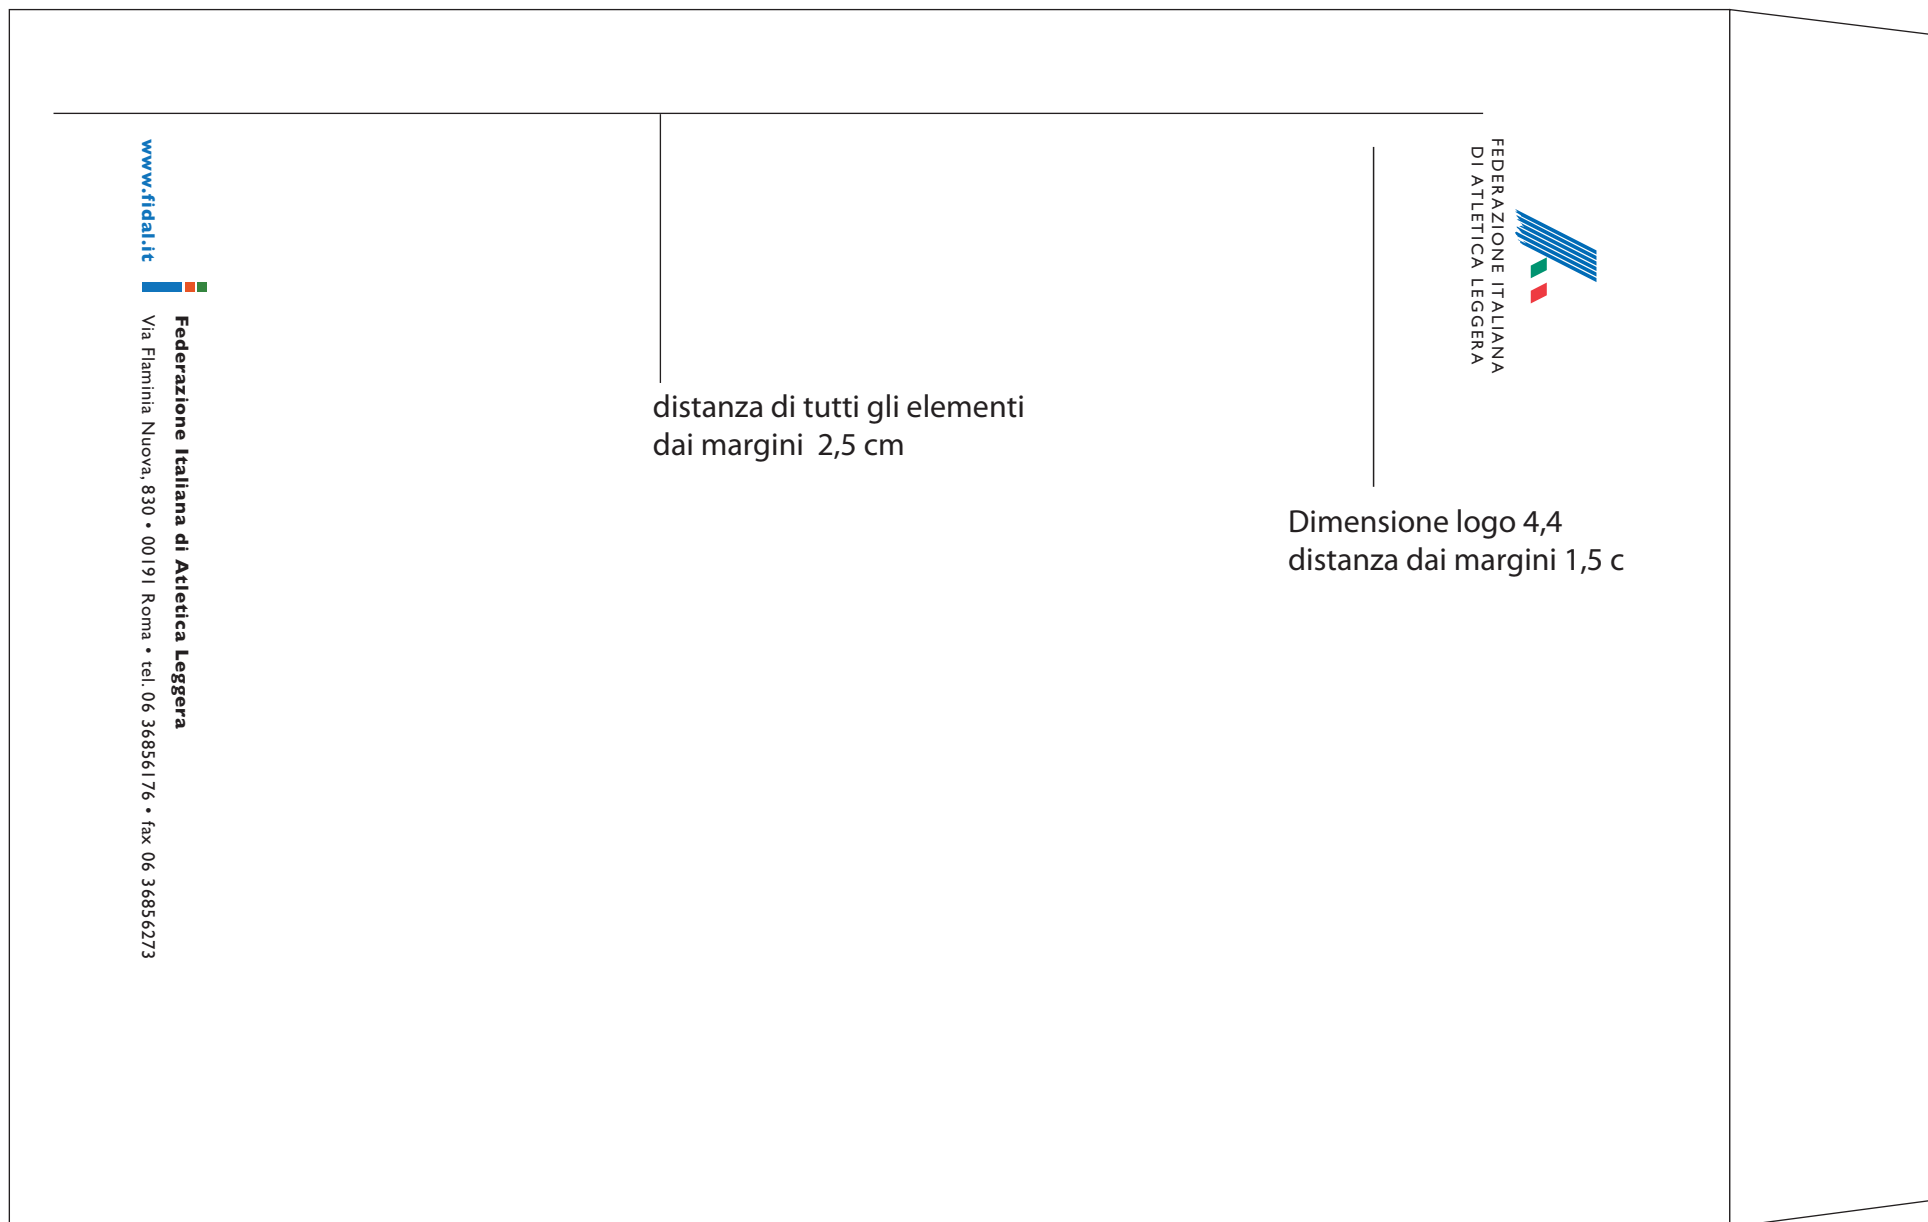 FEDERAZIONE ITALIANA
DI ATLETICA LEGGERA
distanza di tutti gli elementi
dai margini  2,5 cm
Dimensione logo 4,4
distanza dai margini 1,5 c
www.fidal.it
Federazione Italiana di Atletica Leggera
Via Flaminia Nuova, 830 • 00191 Roma • tel. 06 36856176 • fax 06 36856273